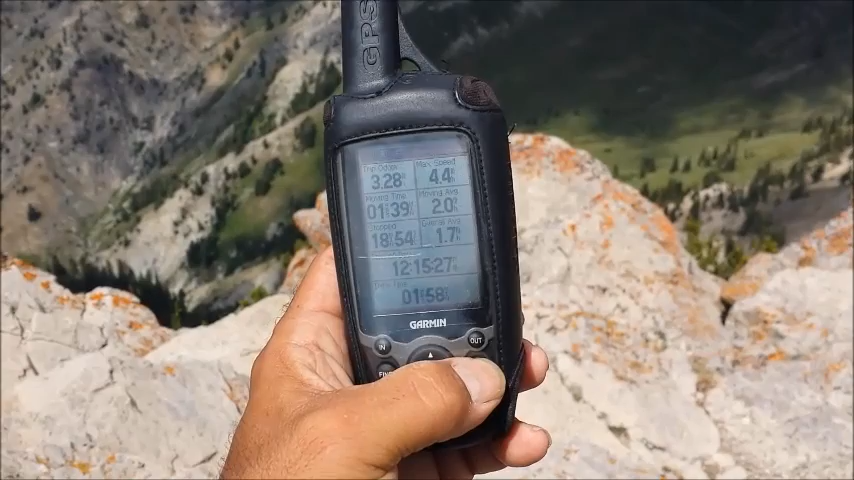 GPS
Trip Odom Max Speed
3.28 4.4
Moving Time Moving Avg
01:39 2.0
Stopped Overall Avg
18:54 1.7
12:15:27
01:58
GARMIN
IN OUT